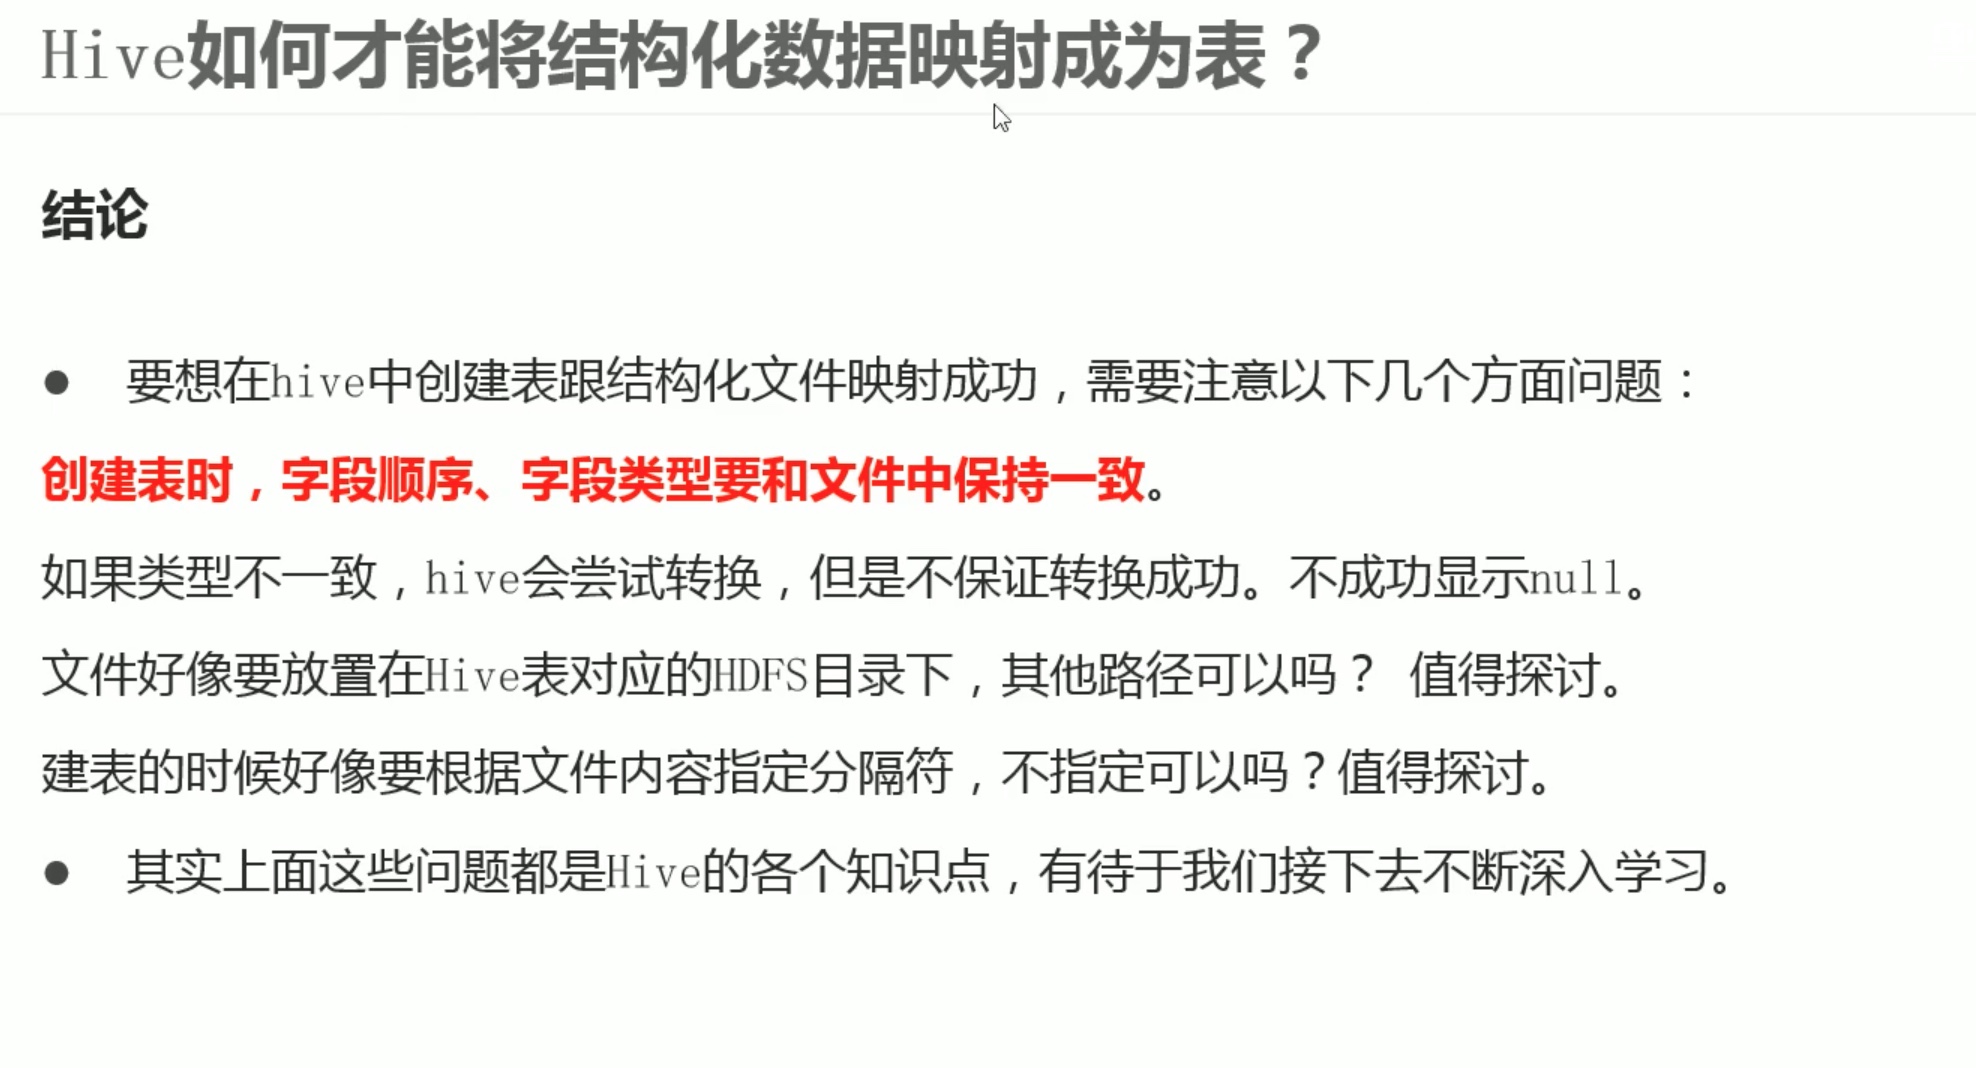 Hive如何才能将结构化数据映射成为表？
结论
● 要想在hive中创建表跟结构化文件映射成功，需要注意以下几个方面问题：
创建表时，字段顺序、字段类型要和文件中保持一致。
如果类型不一致，hive会尝试转换，但是不保证转换成功。不成功显示null。
文件好像要放置在Hive表对应的HDFS目录下，其他路径可以吗？ 值得探讨。
建表的时候好像要根据文件内容指定分隔符，不指定可以吗？值得探讨。
● 其实上面这些问题都是Hive的各个知识点，有待于我们接下去不断深入学习。